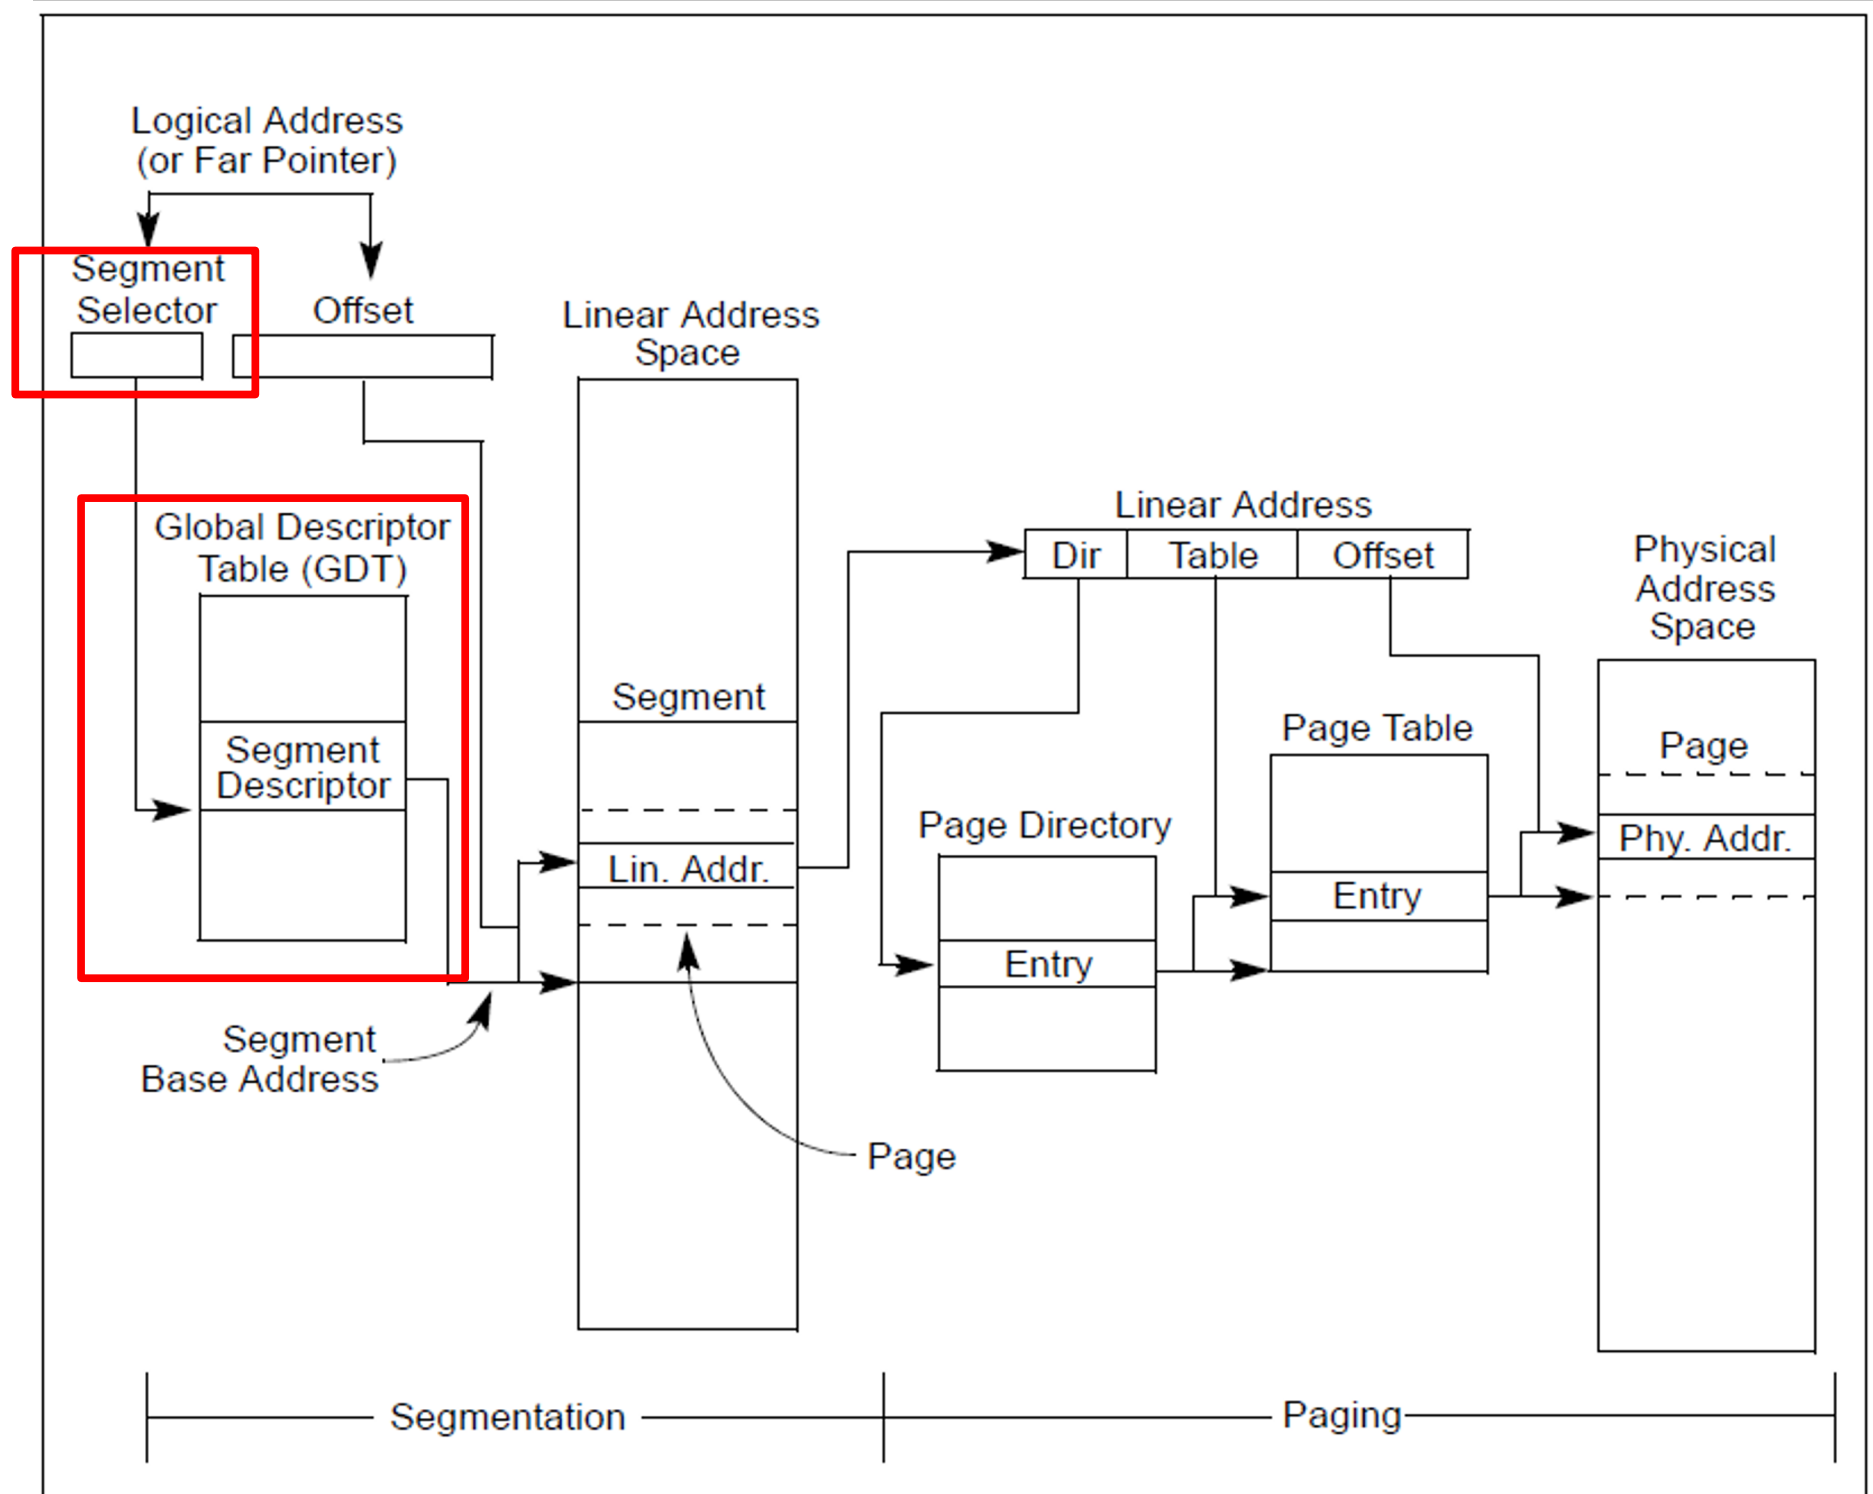 Logical Address
(or Far Pointer)
Segment
Selector
Offset
Linear Address
Space
Global Descriptor
Table (GDT)
Segment
Descriptor
Segment
Lin. Addr.
Segment
Base Address
Page
Linear Address
Dir
Table
Offset
Page Directory
Entry
Page Table
Entry
Physical
Address
Space
Page
Phy. Addr.
Segmentation
Paging